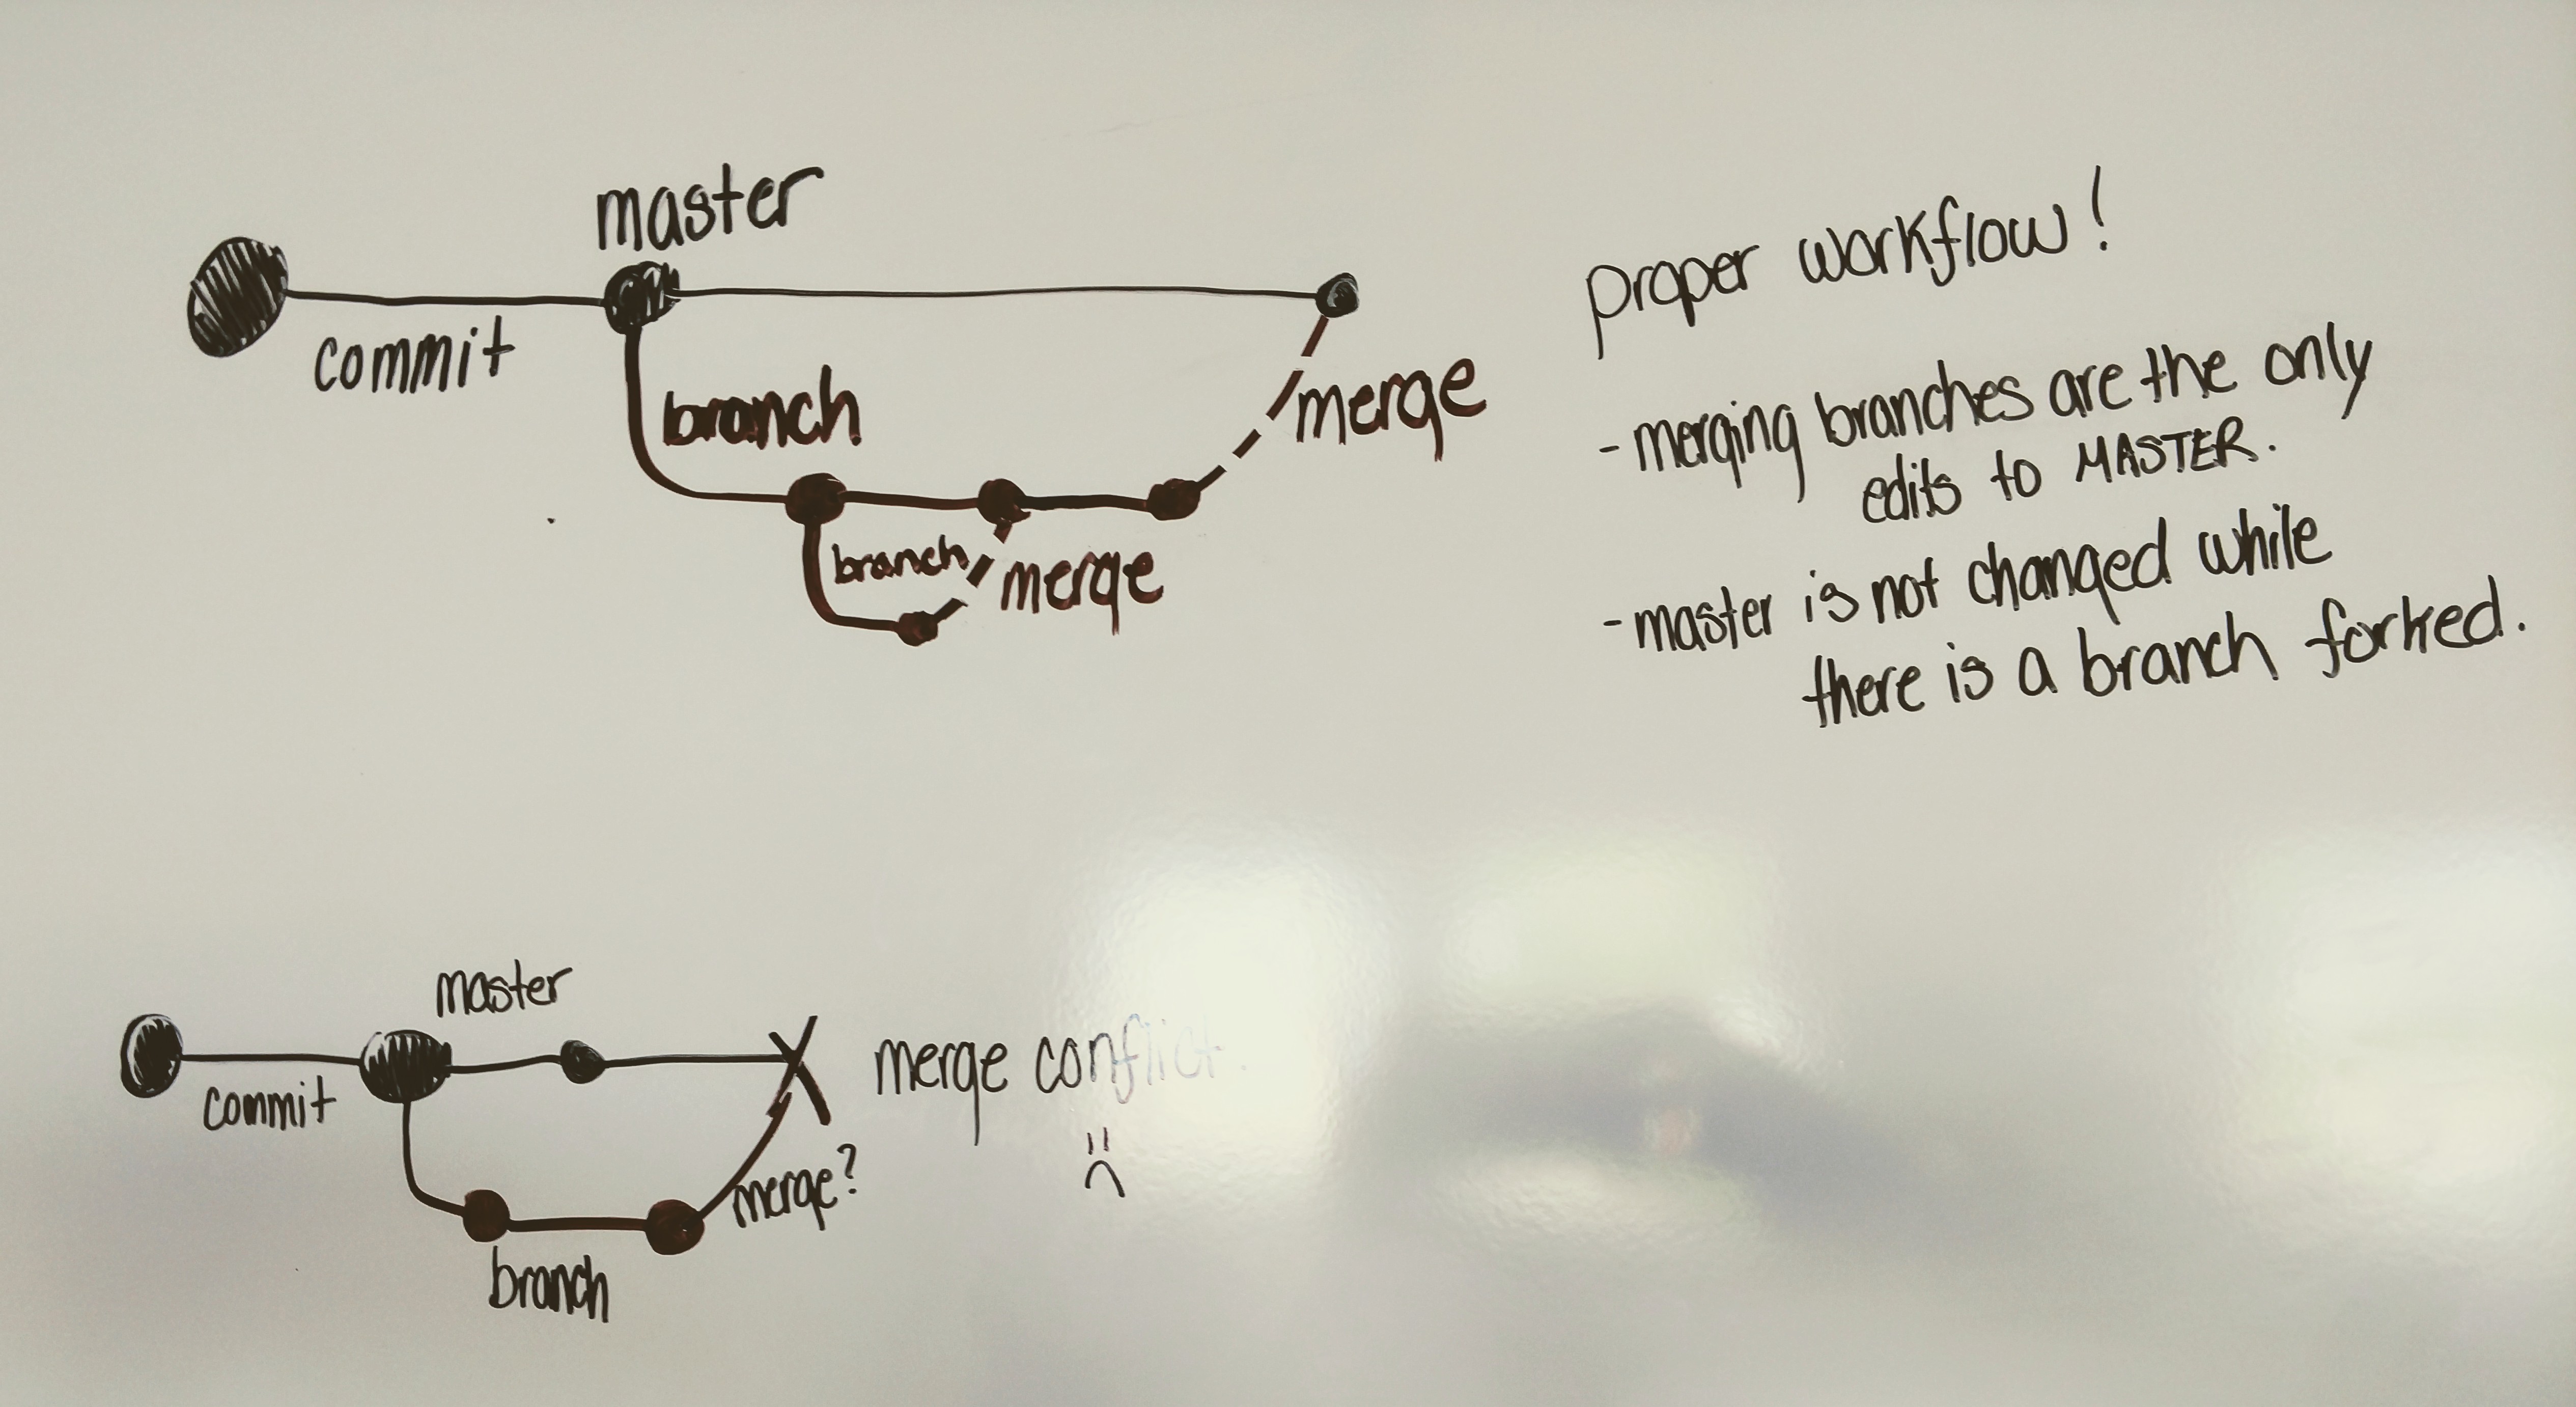 master
commit
branch
merge
branch
merge
proper workflow!
- merging branches are the only
edits to MASTER.
- master is not changed while
there is a branch forked.
master
commit
merge conflict.
merge?
branch